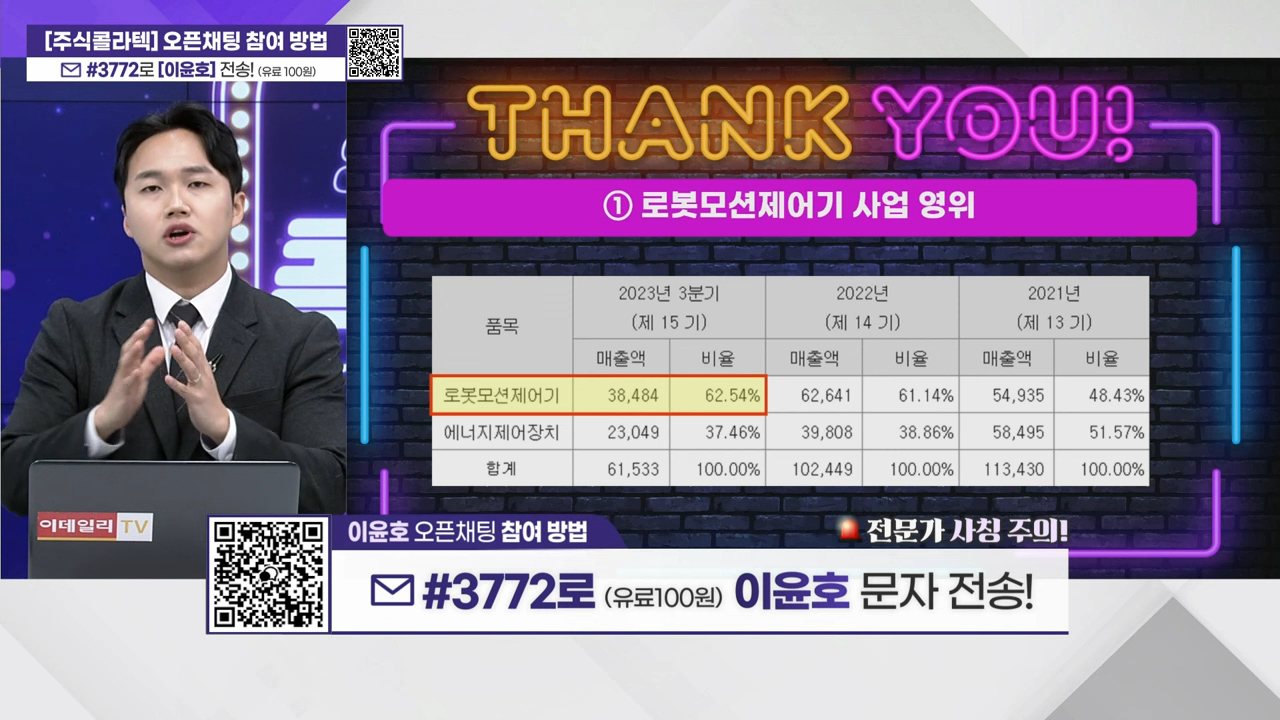 [주식콜라텍] 오픈채팅 참여 방법
#3772로 [이윤호] 전송! (유료 100원)
THANK YOU!
① 로봇모션제어기 사업 영위
품목 2023년 3분기 (제 15 기) 2022년 (제 14 기) 2021년 (제 13 기)
매출액 비율 매출액 비율 매출액 비율
로봇모션제어기 38,484 62.54% 62,641 61.14% 54,935 48.43%
에너지제어장치 23,049 37.46% 39,808 38.86% 58,495 51.57%
합계 61,533 100.00% 102,449 100.00% 113,430 100.00%
이데일리 TV
이윤호 오픈채팅 참여 방법
전문가 사칭 주의!
#3772로 (유료100원) 이윤호 문자 전송!